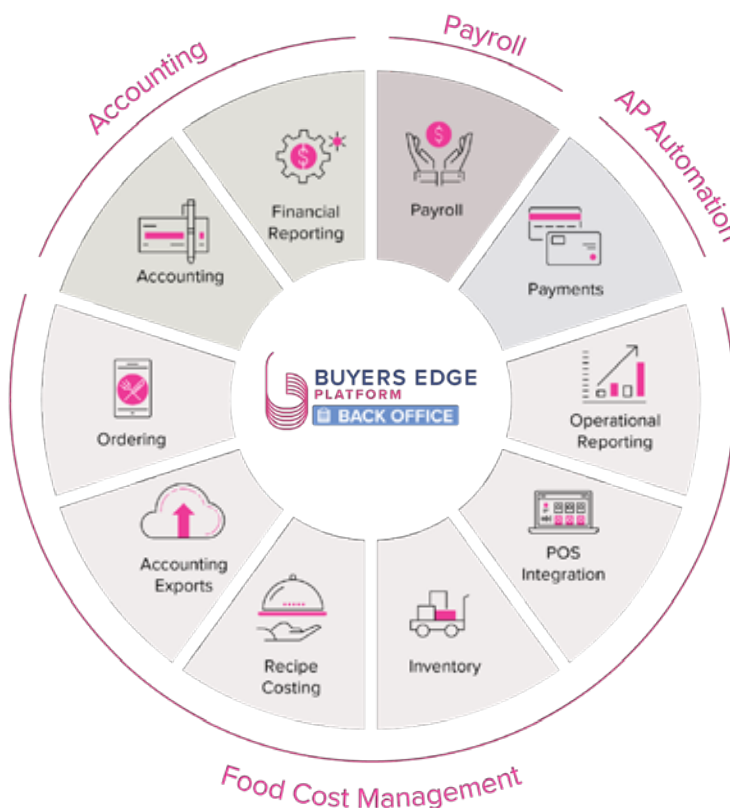 Accounting
Payroll
AP Automation
$
Financial
Reporting
$
Payroll
Accounting
Payments
BUYERS EDGE
PLATFORM
BACK OFFICE
Ordering
Operational
Reporting
Accounting
Exports
POS
Integration
Recipe
Costing
Inventory
Food Cost Management